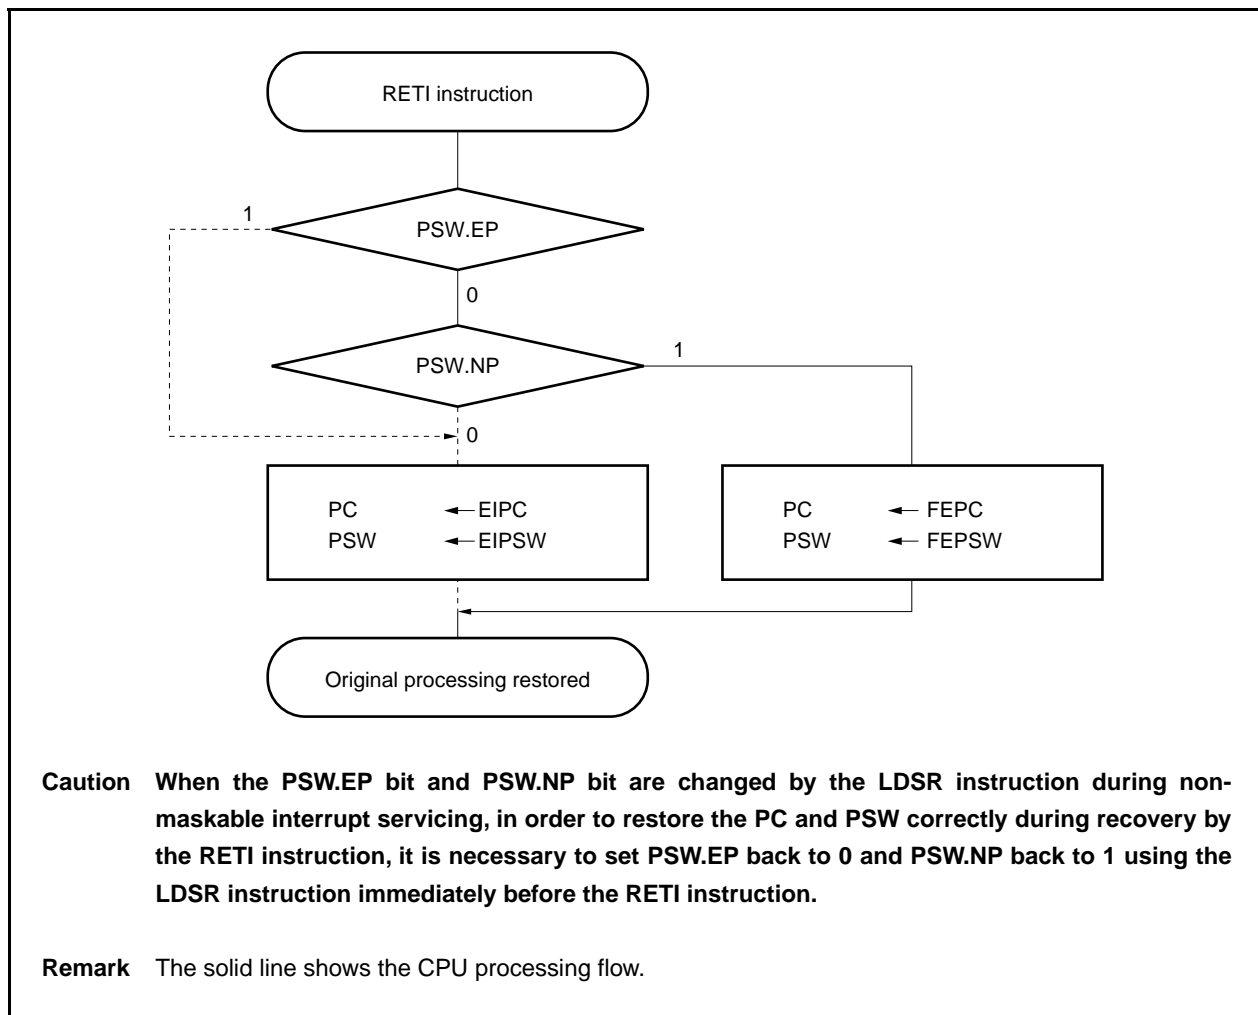 RETI instruction
1
PSW.EP
0
1
PSW.NP
0
PC ← EIPC
PSW ← EIPSW
PC ← FEPC
PSW ← FEPSW
Original processing restored
Caution When the PSW.EP bit and PSW.NP bit are changed by the LDSR instruction during non-
maskable interrupt servicing, in order to restore the PC and PSW correctly during recovery by
the RETI instruction, it is necessary to set PSW.EP back to 0 and PSW.NP back to 1 using the
LDSR instruction immediately before the RETI instruction.
Remark The solid line shows the CPU processing flow.